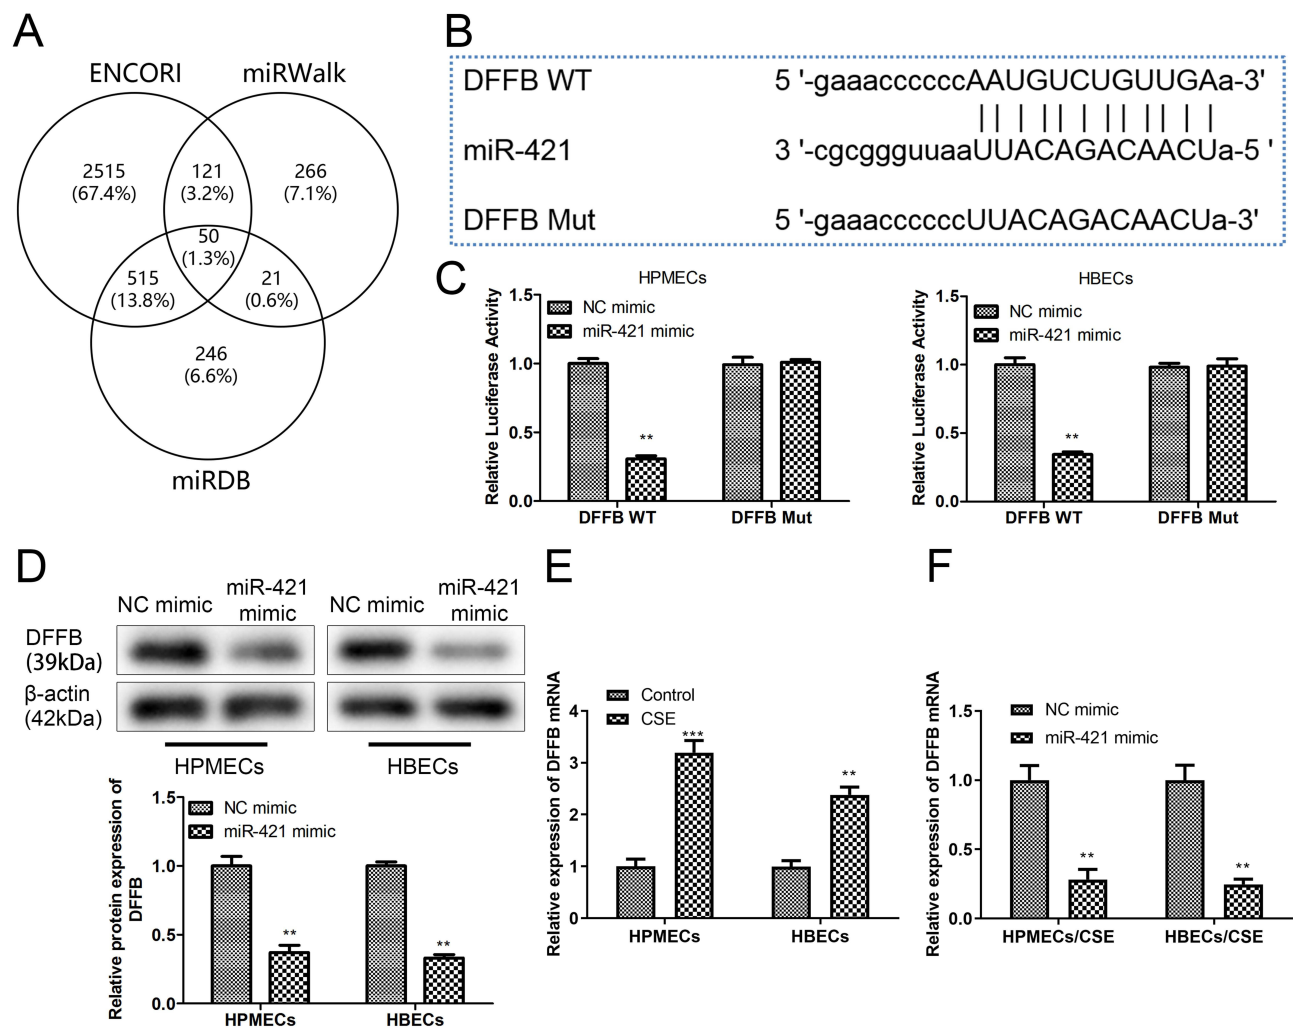 A
ENCORI
miRWalk
2515
(67.4%)
121
(3.2%)
266
(7.1%)
50
(1.3%)
515
(13.8%)
21
(0.6%)
246
(6.6%)
miRDB
B
DFFB WT 5 '-gaaaccccccAAUGUCUGUUGAa-3'
miR-421 3 '-cgcggguuaaUUACAGACAACUa-5 '
DFFB Mut 5 '-gaaaccccccUUACAGACAACUa-3'
C
HPMECs
NC mimic
miR-421 mimic
Relative Luciferase Activity
1.5
1.0
0.5
0.0
**
DFFB WT DFFB Mut
HBECs
NC mimic
miR-421 mimic
Relative Luciferase Activity
1.5
1.0
0.5
0.0
**
DFFB WT DFFB Mut
D
NC mimic
miR-421
mimic
NC mimic
miR-421
mimic
DFFB
(39kDa)
β-actin
(42kDa)
HPMECs
HBECs
NC mimic
miR-421 mimic
Relative protein expression of
DFFB
1.5
1.0
0.5
0.0
**
**
HPMECs HBECs
E
Control
CSE
Relative expression of DFFB mRNA
4
3
2
1
0
***
**
HPMECs HBECs
F
NC mimic
miR-421 mimic
Relative expression of DFFB mRNA
1.5
1.0
0.5
0.0
**
**
HPMECs/CSE HBECs/CSE